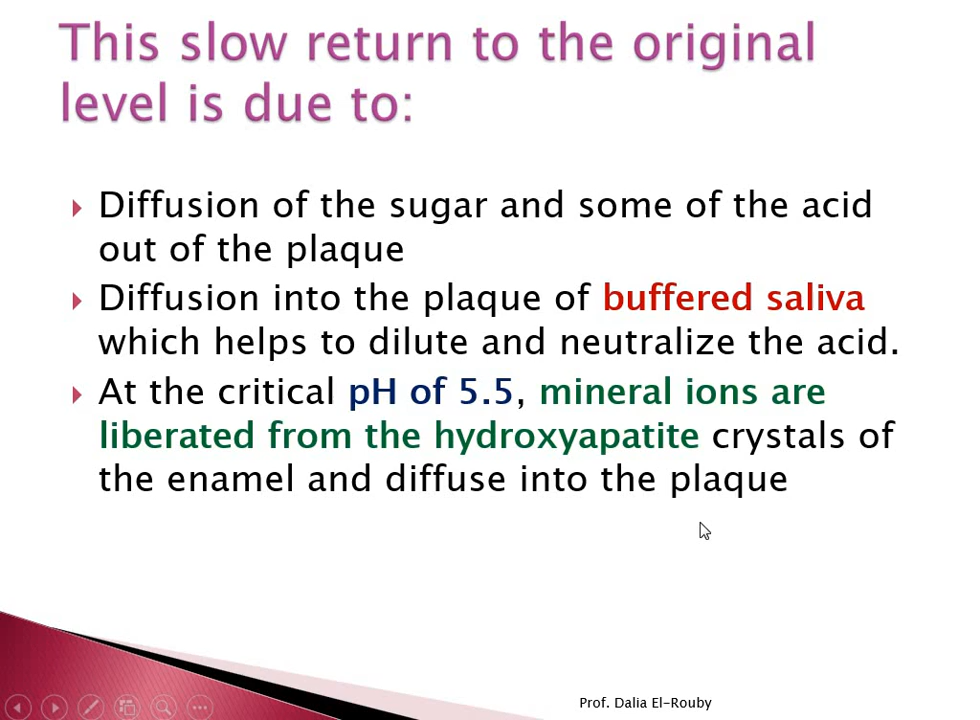 This slow return to the original
level is due to:
Diffusion of the sugar and some of the acid
out of the plaque
Diffusion into the plaque of buffered saliva
which helps to dilute and neutralize the acid.
At the critical pH of 5.5, mineral ions are
liberated from the hydroxyapatite crystals of
the enamel and diffuse into the plaque
Prof. Dalia El-Rouby